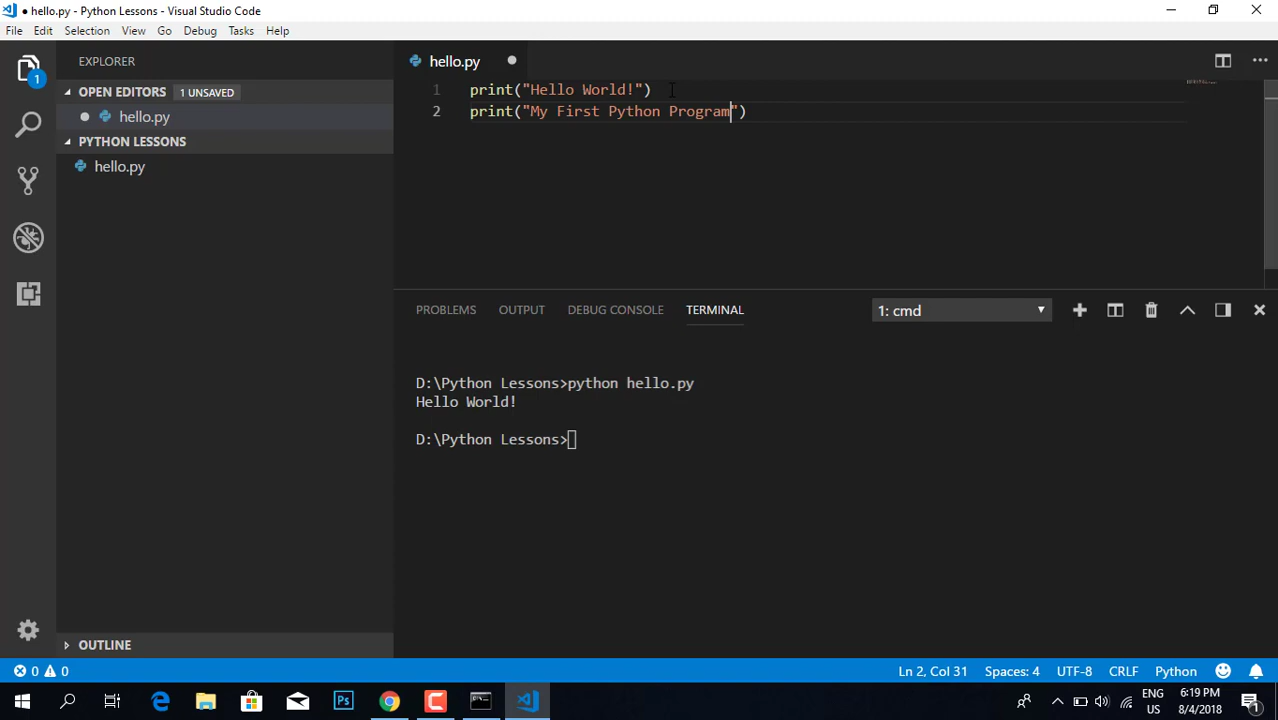 hello.py - Python Lessons - Visual Studio Code
File Edit Selection View Go Debug Tasks Help
EXPLORER
OPEN EDITORS 1 UNSAVED
hello.py
PYTHON LESSONS
hello.py
OUTLINE
1
hello.py
1 print("Hello World!")
2 print("My First Python Program")
PROBLEMS OUTPUT DEBUG CONSOLE TERMINAL 1: cmd
D:\Python Lessons>python hello.py
Hello World!
D:\Python Lessons>
0 0 Ln 2, Col 31 Spaces: 4 UTF-8 CRLF Python
Ps
ENG
US
6:19 PM
8/4/2018
1